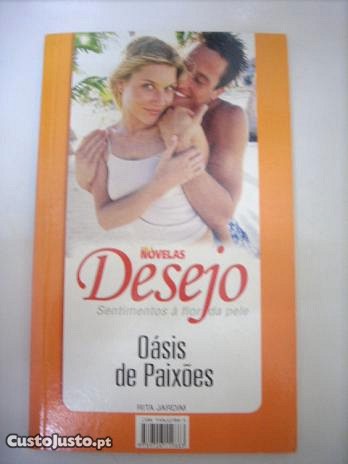 NOVELAS
Desejo
Sentimentos à flor da pele
Oásis
de Paixões
RITA JARDIM
CustoJusto.pt